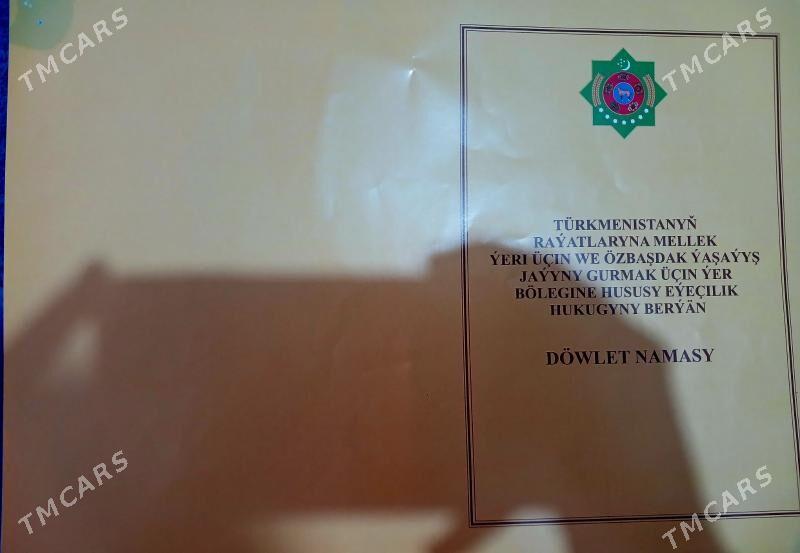 TMCARS
TMCARS
TÜRKMENISTANYŇ
RAÝATLARYNA MELLEK
ÝERI ÜÇIN WE ÖZBAŞDAK ÝAŞAÝYŞ
JAÝYNY GURMAK ÜÇIN ÝER
BÖLEGINE HUSUSY EÝEÇILIK
HUKUGYNY BERÝÄN
DÖWLET NAMASY
TMCARS
TMCARS